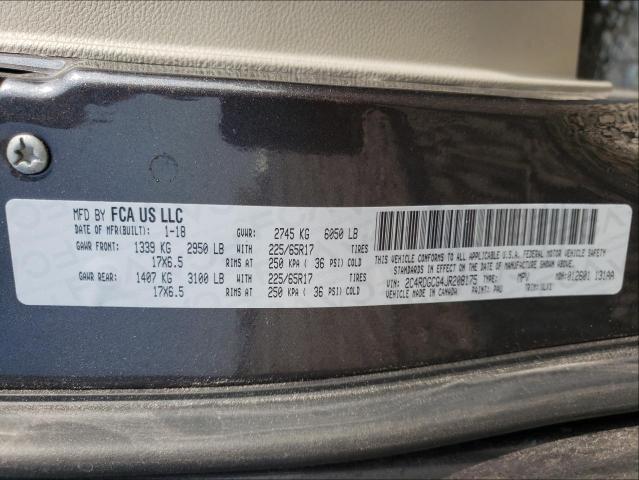 MFD BY FCA US LLC
DATE OF MFR(BUILT): 1-18 GVWR: 2745 KG 6050 LB
GAWR FRONT: 1339 KG 2950 LB WITH 225/65R17 TIRES
17X6.5 RIMS AT 250 KPA ( 36 PSI) COLD
GAWR REAR: 1407 KG 3100 LB WITH 225/65R17 TIRES
17X6.5 RIMS AT 250 KPA ( 36 PSI) COLD
THIS VEHICLE CONFORMS TO ALL APPLICABLE U.S.A. FEDERAL MOTOR VEHICLE SAFETY
STANDARDS IN EFFECT ON THE DATE OF MANUFACTURE SHOWN ABOVE.
VIN: 2C4RDGCG4JR208175 TYPE: MPV MDH: 012601 131AA
VEHICLE MADE IN CANADA PAINT: PAU TRIM: